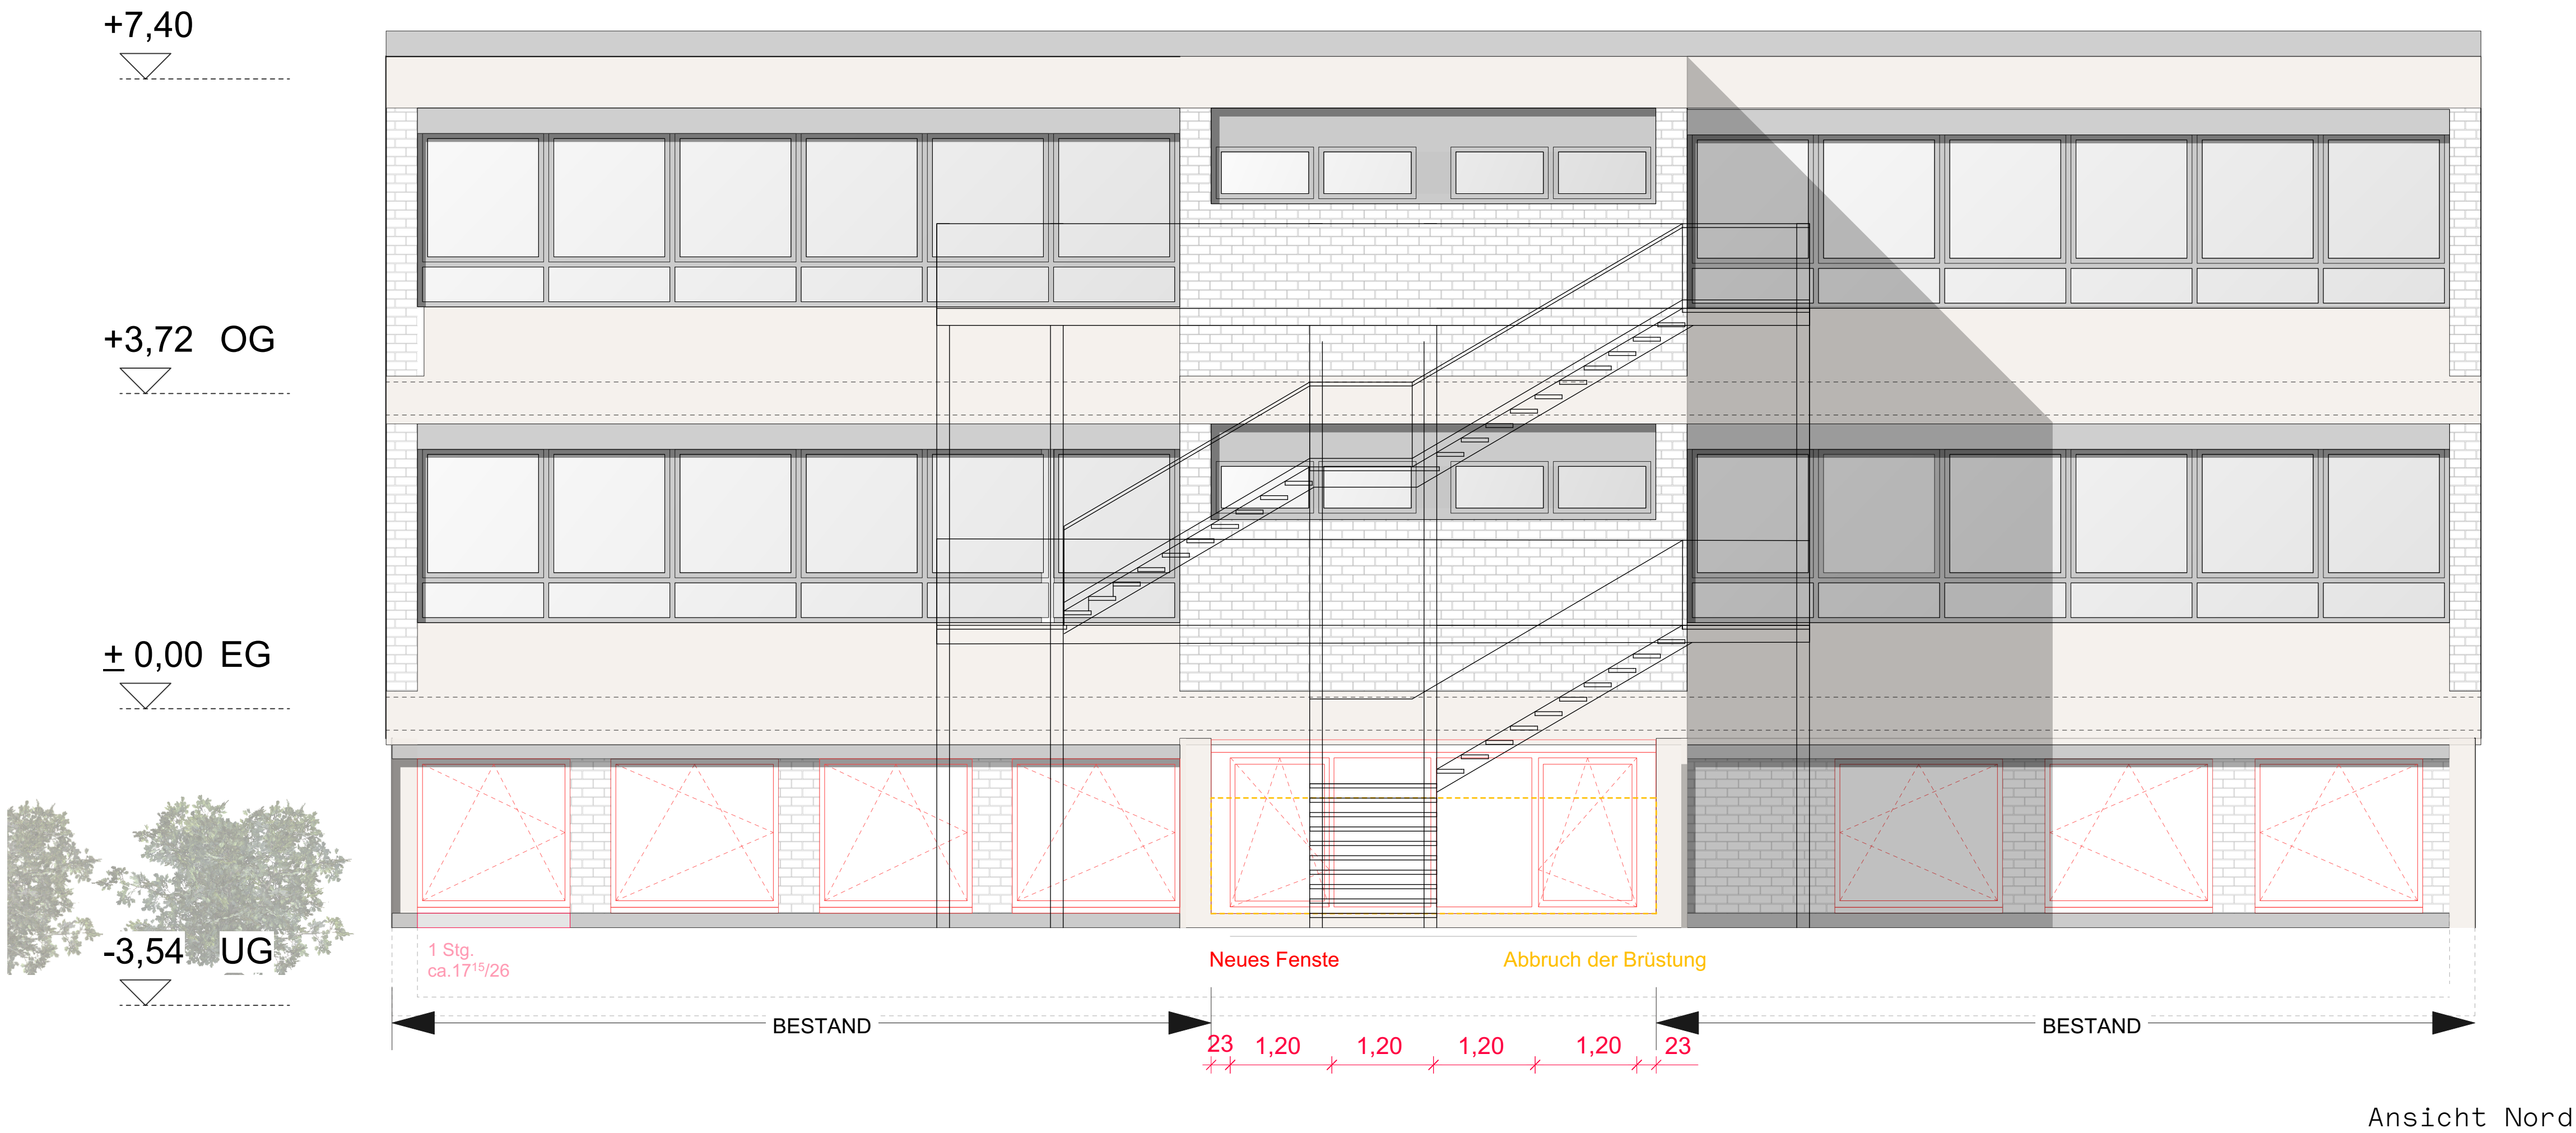 +7,40
+3,72 OG
± 0,00 EG
-3,54 UG
1 Stg.
ca.17¹⁵/26
Neues Fenste
Abbruch der Brüstung
BESTAND
BESTAND
23 1,20 1,20 1,20 1,20 23
Ansicht Nord